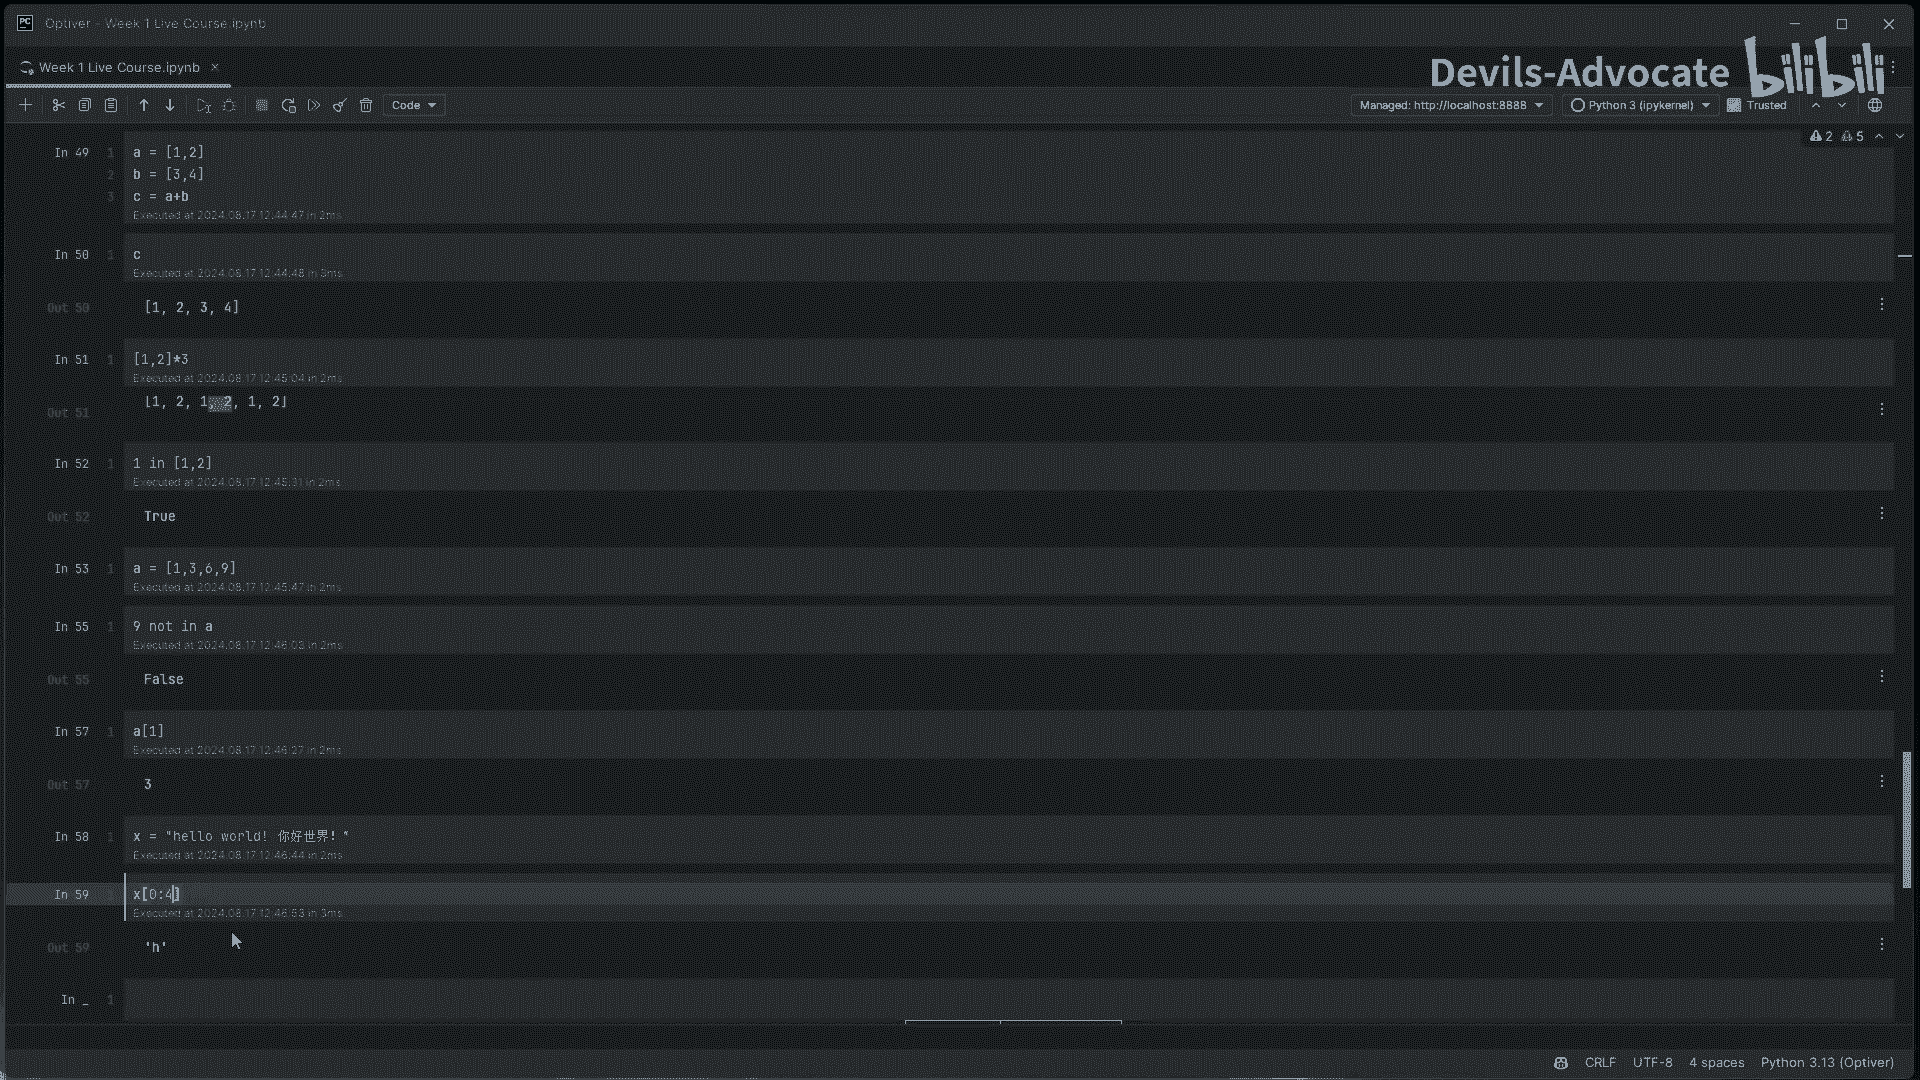 PC Optiver - Week 1 Live Course.ipynb
Week 1 Live Course.ipynb
Devils-Advocate bilibili
Code
Managed: http://localhost:8888
Python 3 (ipykernel)
Trusted
2 5
In 49 1 a = [1,2]
2 b = [3,4]
3 c = a+b
Executed at 2024.08.17 12:44:47 in 2ms
In 50 1 c
Executed at 2024.08.17 12:44:48 in 3ms
Out 50 [1, 2, 3, 4]
In 51 1 [1,2]*3
Executed at 2024.08.17 12:45:04 in 2ms
Out 51 [1, 2, 1, 2, 1, 2]
In 52 1 1 in [1,2]
Executed at 2024.08.17 12:45:31 in 2ms
Out 52 True
In 53 1 a = [1,3,6,9]
Executed at 2024.08.17 12:45:47 in 2ms
In 55 1 9 not in a
Executed at 2024.08.17 12:46:03 in 2ms
Out 55 False
In 57 1 a[1]
Executed at 2024.08.17 12:46:27 in 2ms
Out 57 3
In 58 1 x = "hello world! 你好世界！"
Executed at 2024.08.17 12:46:44 in 2ms
In 59 1 x[0:4]
Executed at 2024.08.17 12:46:53 in 3ms
Out 59 'h'
In _ 1
CRLF UTF-8 4 spaces Python 3.13 (Optiver)